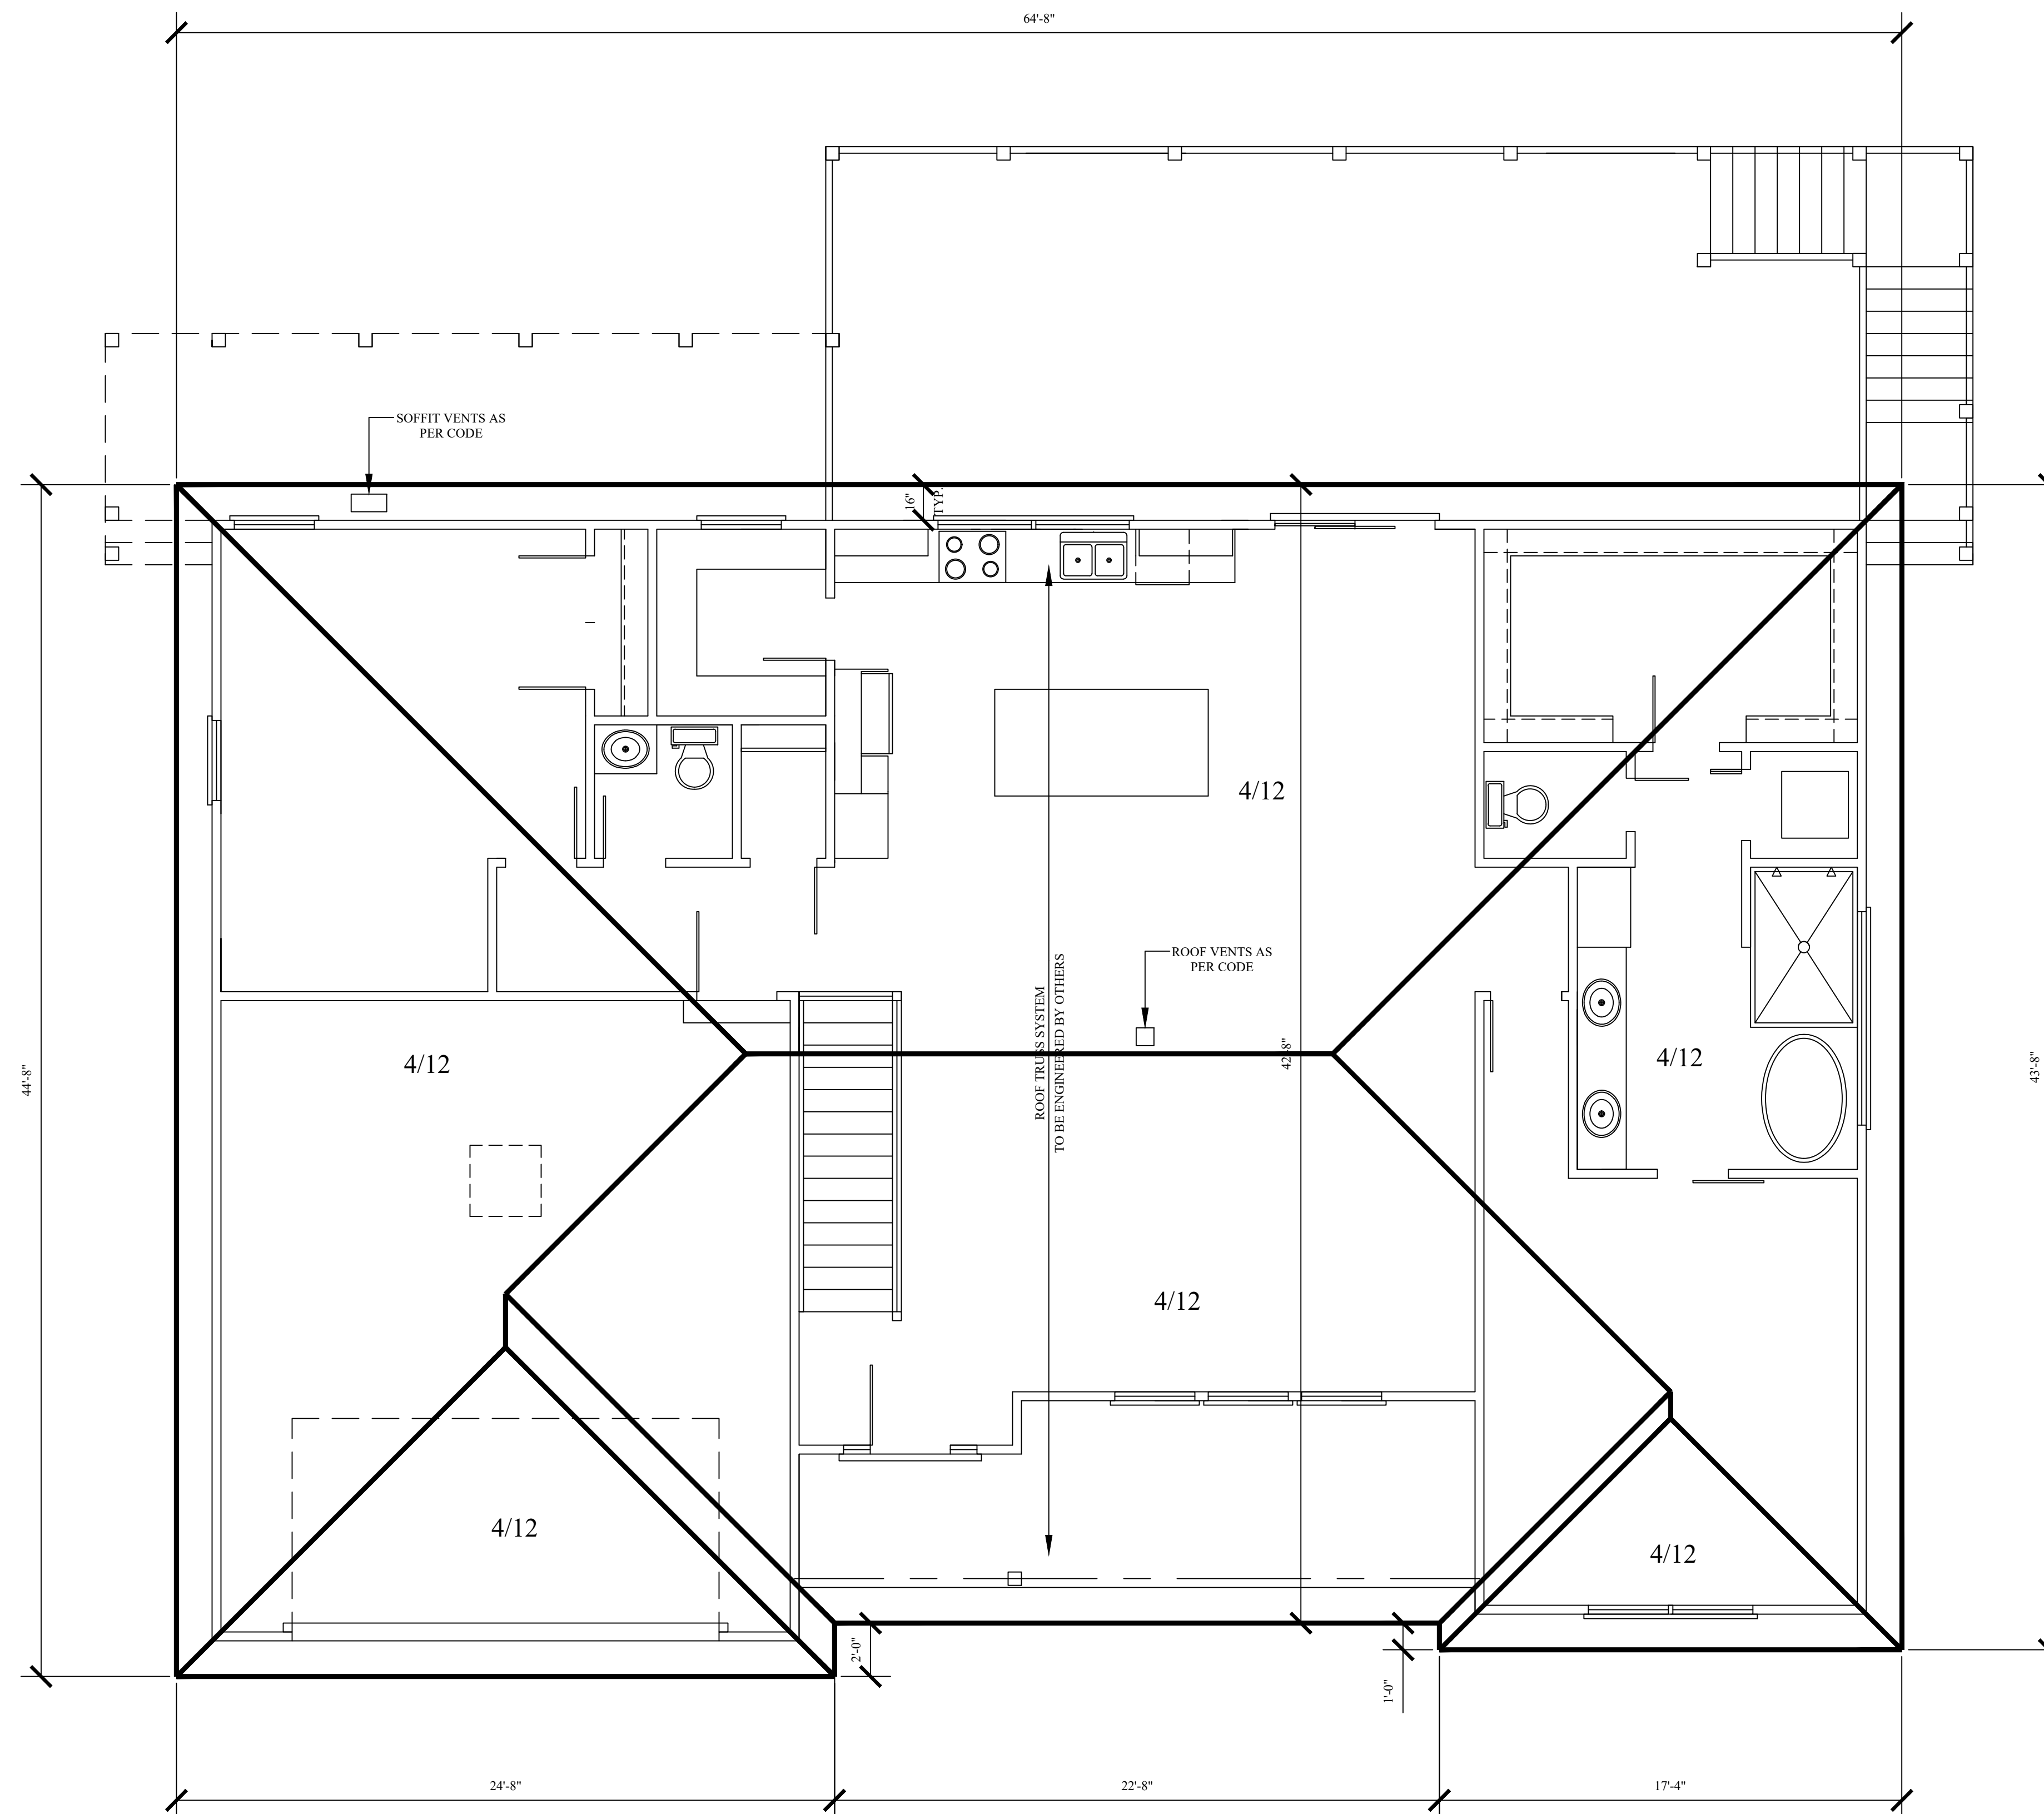 64'-8"
SOFFIT VENTS AS
PER CODE
16"
TYP.
4/12
ROOF VENTS AS
PER CODE
ROOF TRUSS SYSTEM
TO BE ENGINEERED BY OTHERS
42'-8"
4/12
4/12
44'-8"
43'-8"
4/12
4/12
4/12
2'-0"
1'-0"
24'-8"
22'-8"
17'-4"